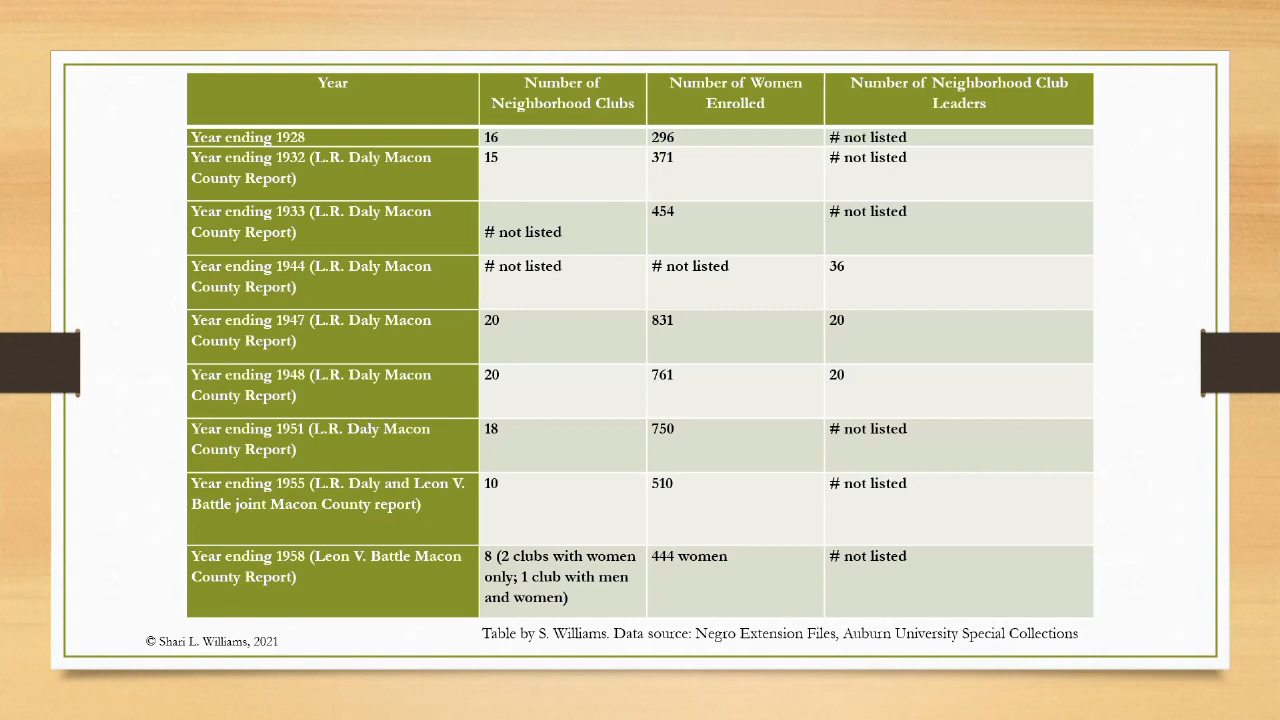 Year
Number of
Neighborhood Clubs
Number of Women
Enrolled
Number of Neighborhood Club
Leaders
Year ending 1928
16
296
# not listed
Year ending 1932 (L.R. Daly Macon
County Report)
15
371
# not listed
Year ending 1933 (L.R. Daly Macon
County Report)
# not listed
454
# not listed
Year ending 1944 (L.R. Daly Macon
County Report)
# not listed
# not listed
36
Year ending 1947 (L.R. Daly Macon
County Report)
20
831
20
Year ending 1948 (L.R. Daly Macon
County Report)
20
761
20
Year ending 1951 (L.R. Daly Macon
County Report)
18
750
# not listed
Year ending 1955 (L.R. Daly and Leon V.
Battle joint Macon County report)
10
510
# not listed
Year ending 1958 (Leon V. Battle Macon
County Report)
8 (2 clubs with women
only; 1 club with men
and women)
444 women
# not listed
Table by S. Williams. Data source: Negro Extension Files, Auburn University Special Collections
© Shari L. Williams, 2021